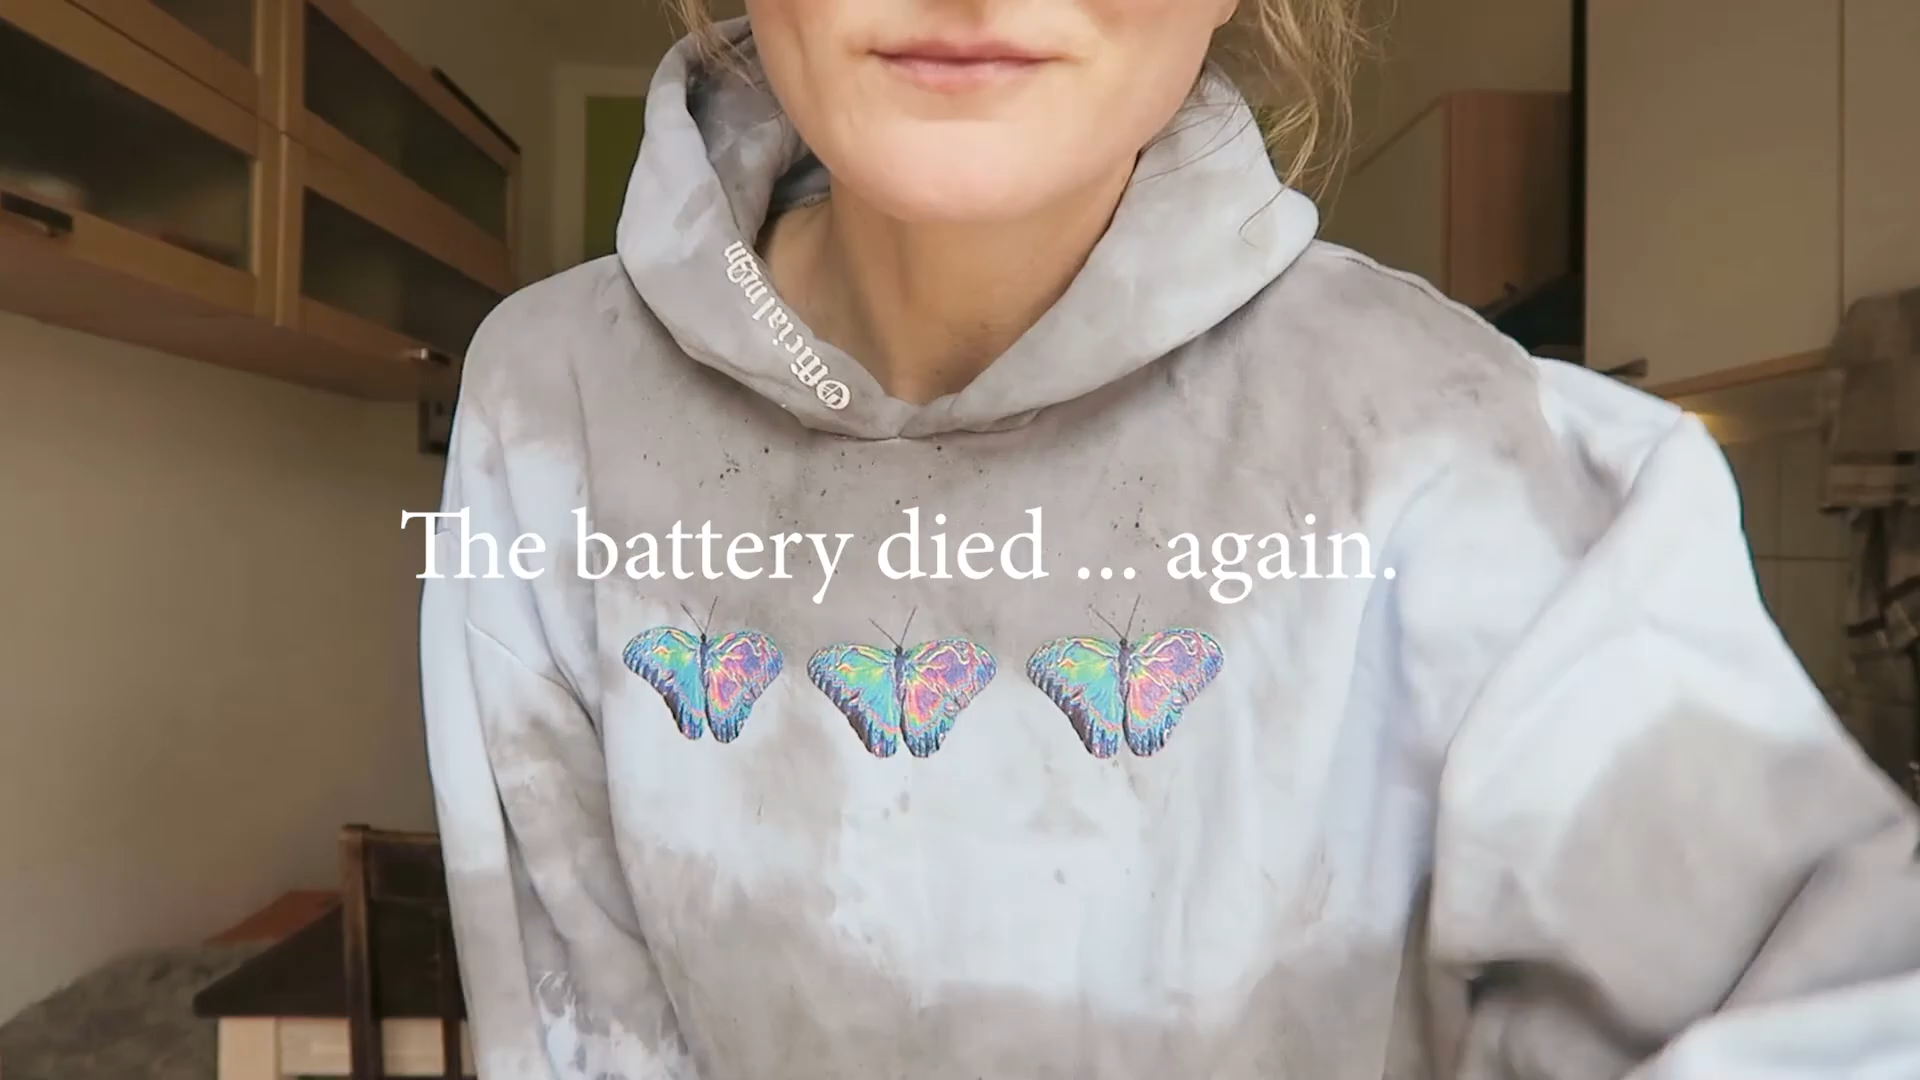 The battery died ... again.